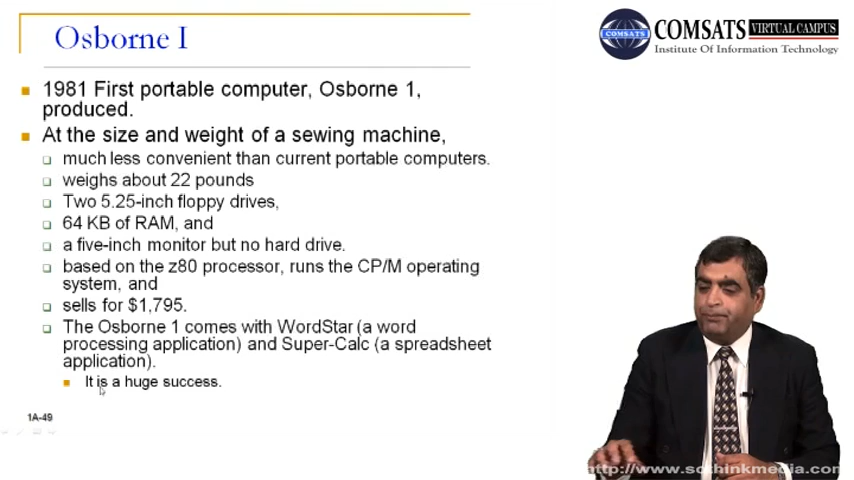 Osborne I
COMSATS VIRTUAL CAMPUS
COMSATS
Institute Of Information Technology
1981 First portable computer, Osborne 1,
produced.
At the size and weight of a sewing machine,
much less convenient than current portable computers.
weighs about 22 pounds
Two 5.25-inch floppy drives,
64 KB of RAM, and
a five-inch monitor but no hard drive.
based on the z80 processor, runs the CP/M operating
system, and
sells for $1,795.
The Osborne 1 comes with WordStar (a word
processing application) and Super-Calc (a spreadsheet
application).
It is a huge success.
1A-49